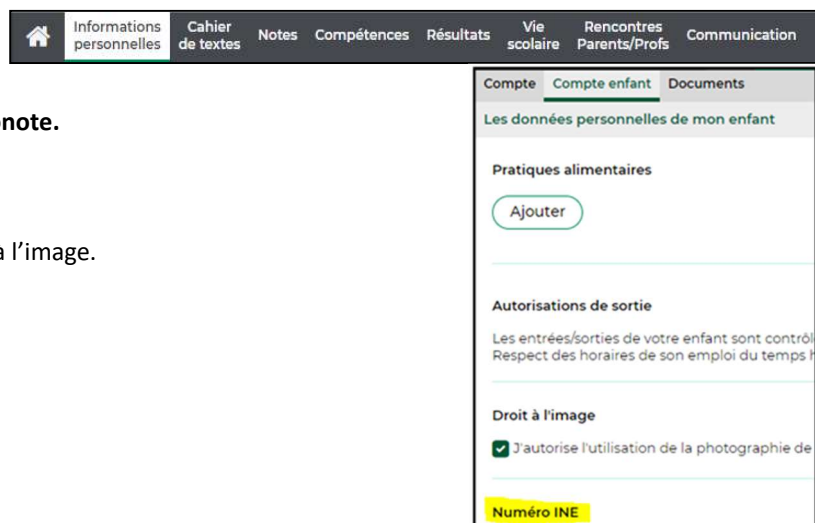 Informations personnelles Cahier de textes Notes Compétences Résultats Vie scolaire Rencontres Parents/Profs Communication
note.
l'image.
Compte Compte enfant Documents
Les données personnelles de mon enfant
Pratiques alimentaires
Ajouter
Autorisations de sortie
Les entrées/sorties de votre enfant sont contrôl
Respect des horaires de son emploi du temps h
Droit à l'image
J'autorise l'utilisation de la photographie de
Numéro INE